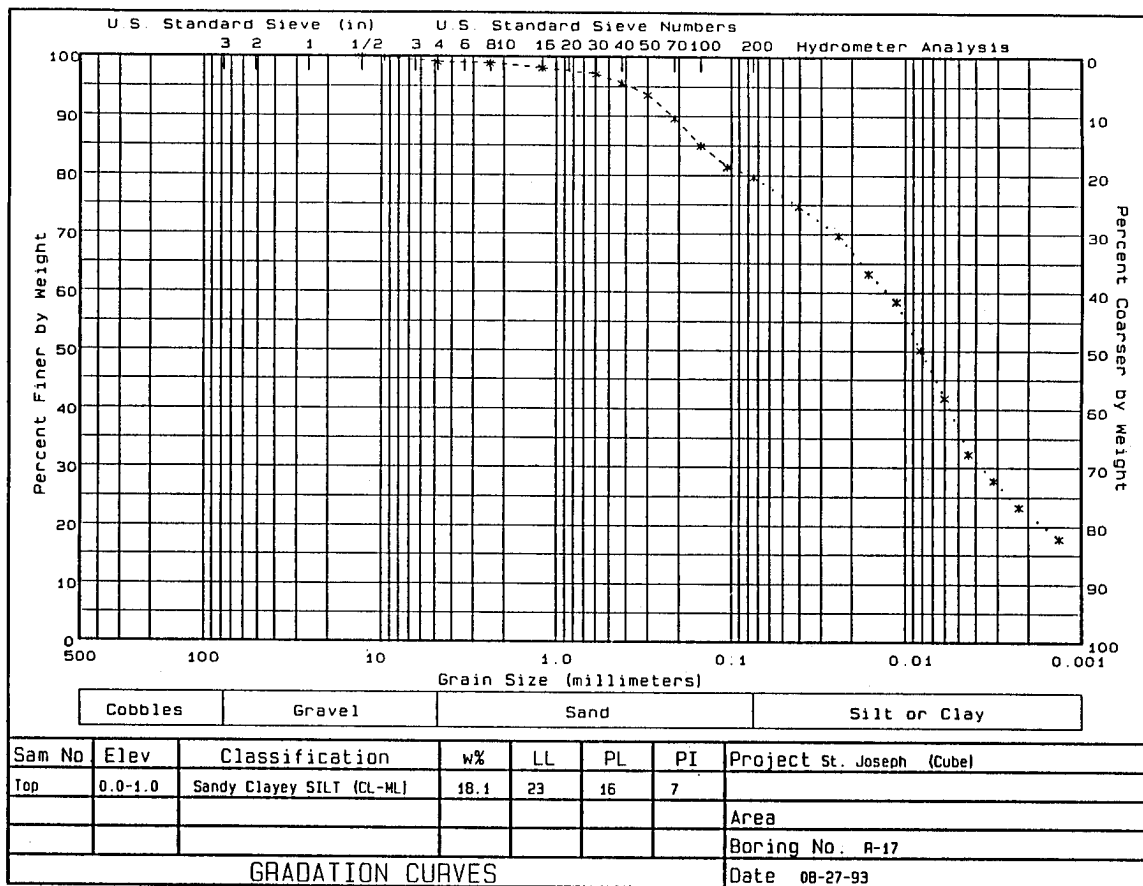 U.S. Standard Sieve (in) U.S. Standard Sieve Numbers
3 2 1 1/2 3 4 6 8 10 16 20 30 40 50 70 100 200 Hydrometer Analysis
100 0
90 10
80 20
70 30
60 40
50 50
40 60
30 70
20 80
10 90
0 100
Percent Finer by Weight
Percent Coarser by Weight
500 100 10 1.0 0.1 0.01 0.001
Grain Size (millimeters)
Cobbles Gravel Sand Silt or Clay
Sam No Elev Classification w% LL PL PI Project St. Joseph (Cube)
Top 0.0-1.0 Sandy Clayey SILT (CL-ML) 18.1 23 16 7
Area
Boring No. A-17
GRADATION CURVES Date 08-27-93